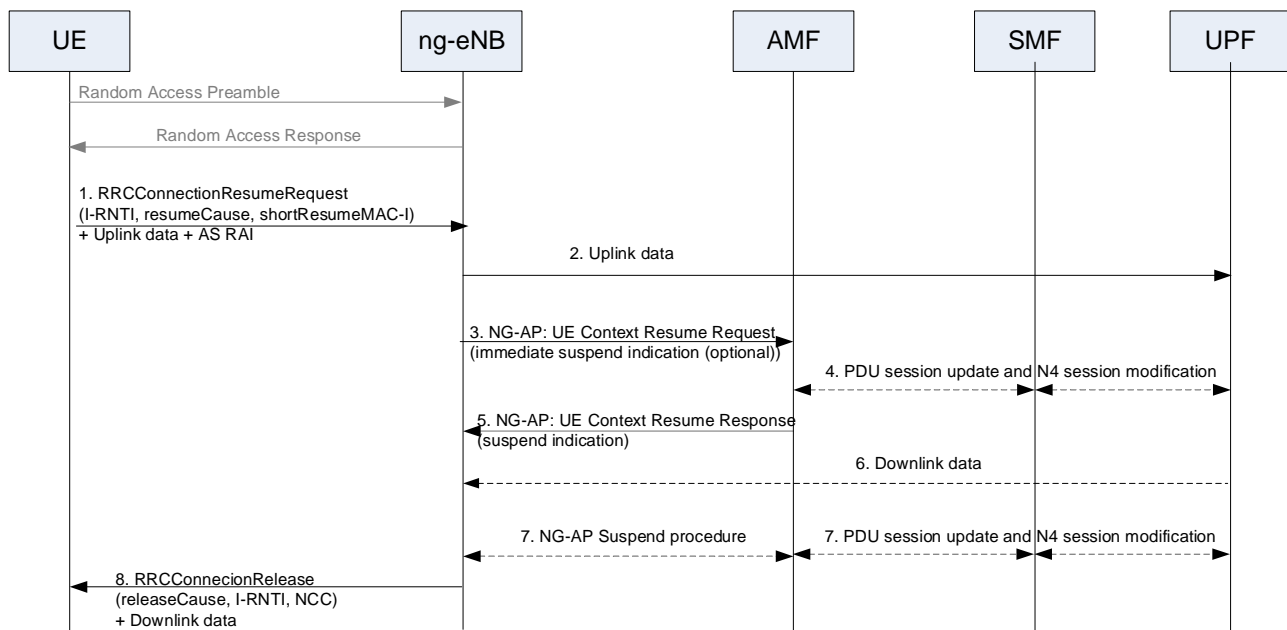 UE
ng-eNB
AMF
SMF
UPF
Random Access Preamble
Random Access Response
1. RRCConnectionResumeRequest
(I-RNTI, resumeCause, shortResumeMAC-I)
+ Uplink data + AS RAI
2. Uplink data
3. NG-AP: UE Context Resume Request
(immediate suspend indication (optional))
4. PDU session update and N4 session modification
5. NG-AP: UE Context Resume Response
(suspend indication)
6. Downlink data
7. NG-AP Suspend procedure
7. PDU session update and N4 session modification
8. RRCConnecionRelease
(releaseCause, I-RNTI, NCC)
+ Downlink data